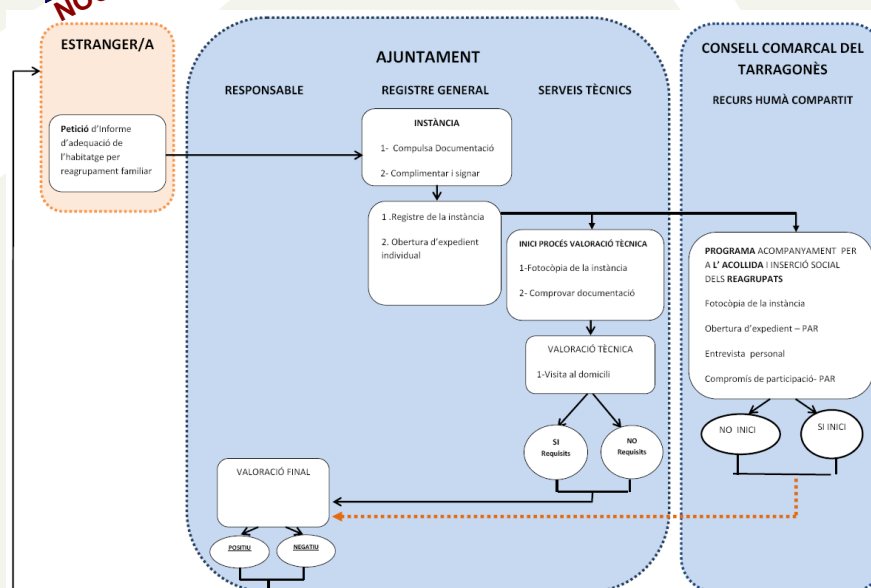 ESTRANGER/A
Petició d'Informe
d'adequació de
l'habitatge per
reagrupament familiar
AJUNTAMENT
RESPONSABLE
REGISTRE GENERAL
SERVEIS TÈCNICS
INSTÀNCIA
1- Compulsa Documentació
2- Complimentar i signar
1 .Registre de la instància
2. Obertura d'expedient
individual
INICI PROCÉS VALORACIÓ TÈCNICA
1-Fotocòpia de la instància
2- Comprovar documentació
VALORACIÓ TÈCNICA
1-Visita al domicili
SI
Requisits
NO
Requisits
VALORACIÓ FINAL
POSITIU
NEGATIU
CONSELL COMARCAL DEL
TARRAGONÈS
RECURS HUMÀ COMPARTIT
PROGRAMA ACOMPANYAMENT PER
A L' ACOLLIDA I INSERCIÓ SOCIAL
DELS REAGRUPATS
Fotocòpia de la instància
Obertura d'expedient – PAR
Entrevista personal
Compromís de participació- PAR
NO INICI
SI INICI